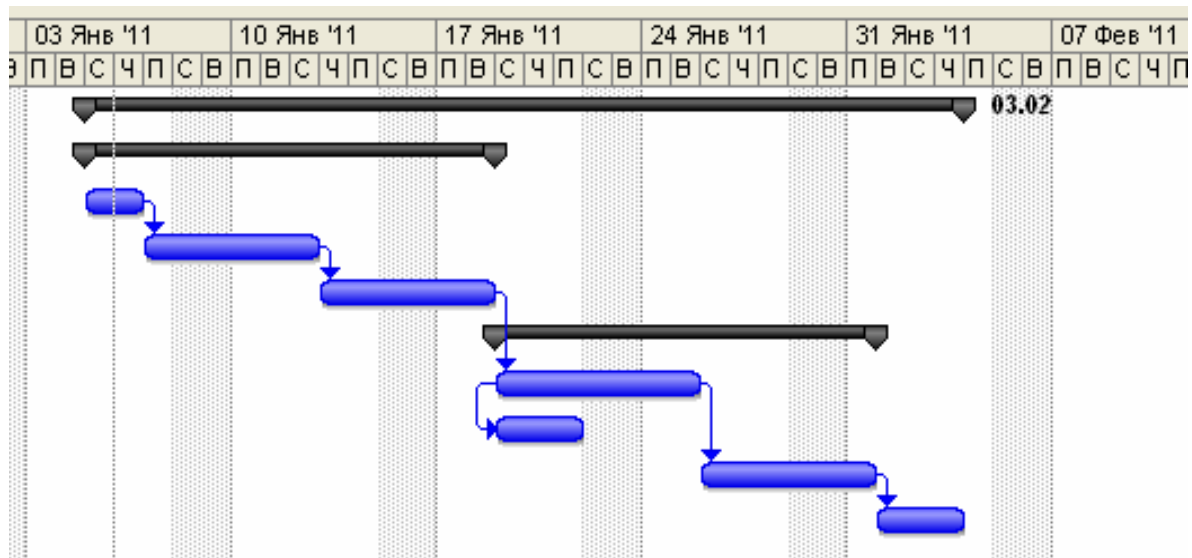 03 Янв '11 10 Янв '11 17 Янв '11 24 Янв '11 31 Янв '11 07 Фев '11
В П В С Ч П С В П В С Ч П С В П В С Ч П С В П В С Ч П С В П В С Ч П С В П В С Ч П
03.02